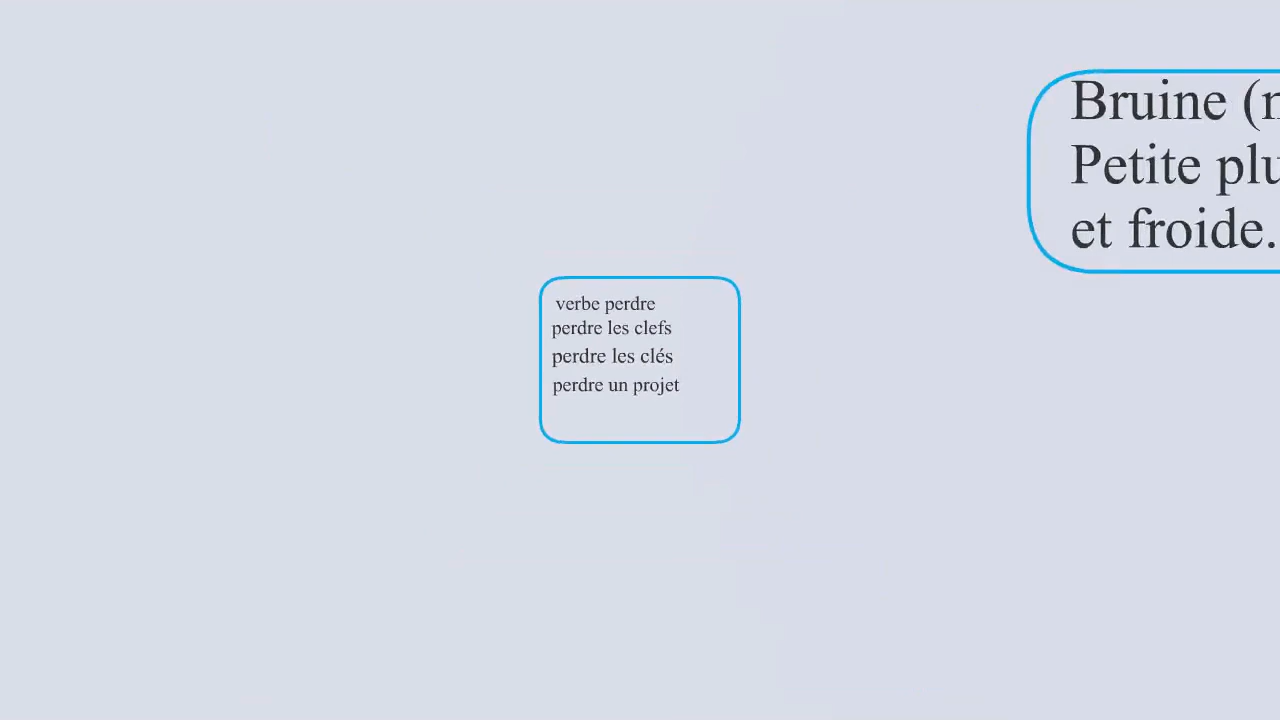 verbe perdre
perdre les clefs
perdre les clés
perdre un projet
Bruine
Petite
et froide.